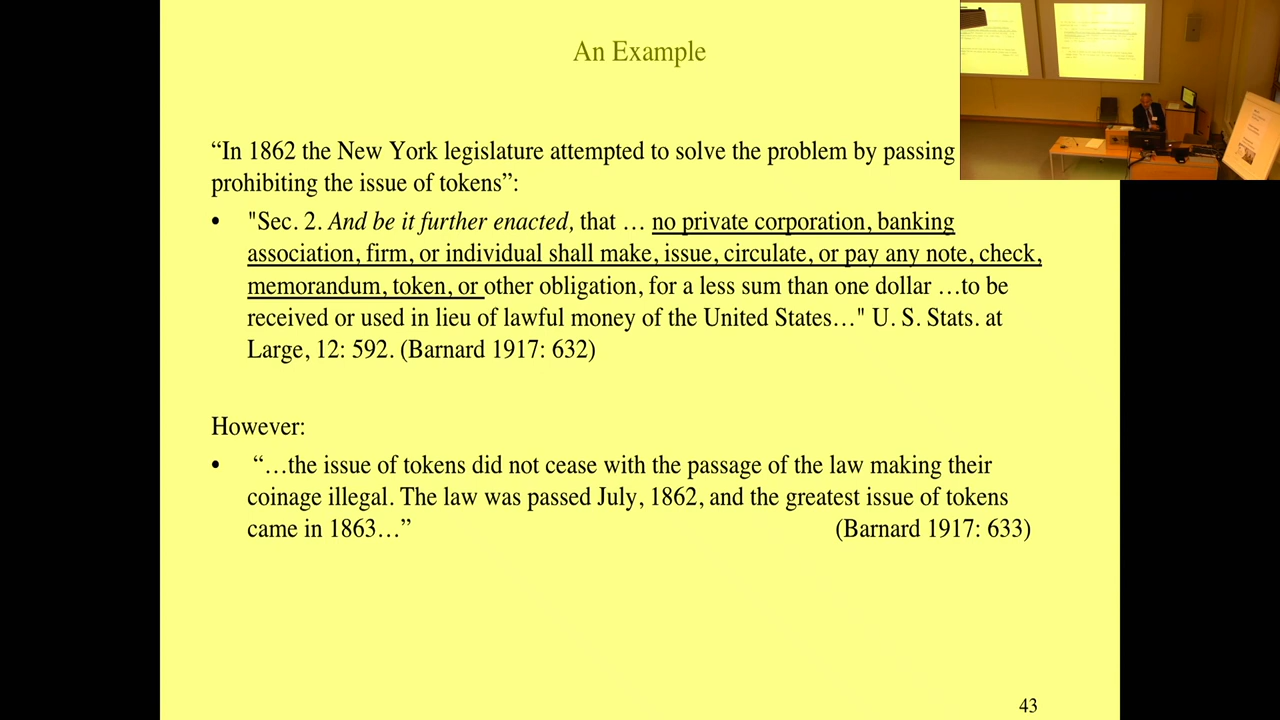 An Example
“In 1862 the New York legislature attempted to solve the problem by passing
prohibiting the issue of tokens”:
• "Sec. 2. And be it further enacted, that … no private corporation, banking
association, firm, or individual shall make, issue, circulate, or pay any note, check,
memorandum, token, or other obligation, for a less sum than one dollar …to be
received or used in lieu of lawful money of the United States…" U. S. Stats. at
Large, 12: 592. (Barnard 1917: 632)
However:
• “…the issue of tokens did not cease with the passage of the law making their
coinage illegal. The law was passed July, 1862, and the greatest issue of tokens
came in 1863…” (Barnard 1917: 633)
43